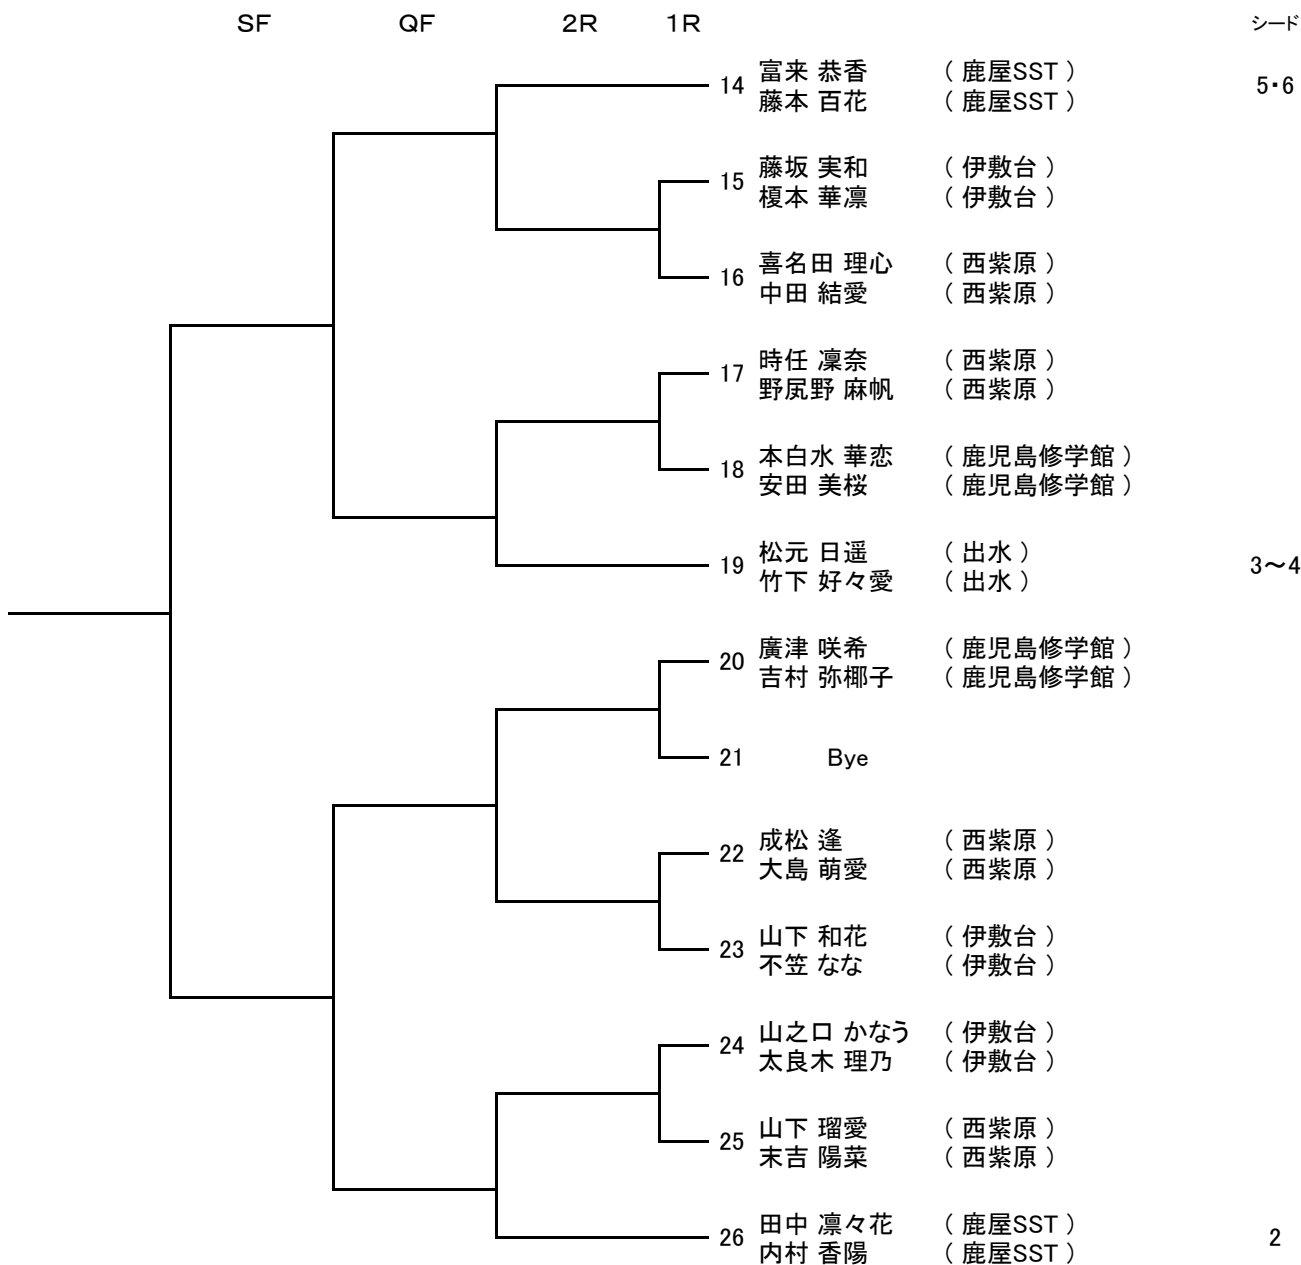 SF QF 2R 1R シード
14 富来 恭香 ( 鹿屋SST ) 5・6
藤本 百花 ( 鹿屋SST )
15 藤坂 実和 ( 伊敷台 )
榎本 華凛 ( 伊敷台 )
16 喜名田 理心 ( 西紫原 )
中田 結愛 ( 西紫原 )
17 時任 凜奈 ( 西紫原 )
野尻野 麻帆 ( 西紫原 )
18 本白水 華恋 ( 鹿児島修学館 )
安田 美桜 ( 鹿児島修学館 )
19 松元 日遥 ( 出水 ) 3～4
竹下 好々愛 ( 出水 )
20 廣津 咲希 ( 鹿児島修学館 )
吉村 弥椰子 ( 鹿児島修学館 )
21 Bye
22 成松 逢 ( 西紫原 )
大島 萌愛 ( 西紫原 )
23 山下 和花 ( 伊敷台 )
不笠 なな ( 伊敷台 )
24 山之口 かなう ( 伊敷台 )
太良木 理乃 ( 伊敷台 )
25 山下 瑠愛 ( 西紫原 )
末吉 陽菜 ( 西紫原 )
26 田中 凛々花 ( 鹿屋SST ) 2
内村 香陽 ( 鹿屋SST )